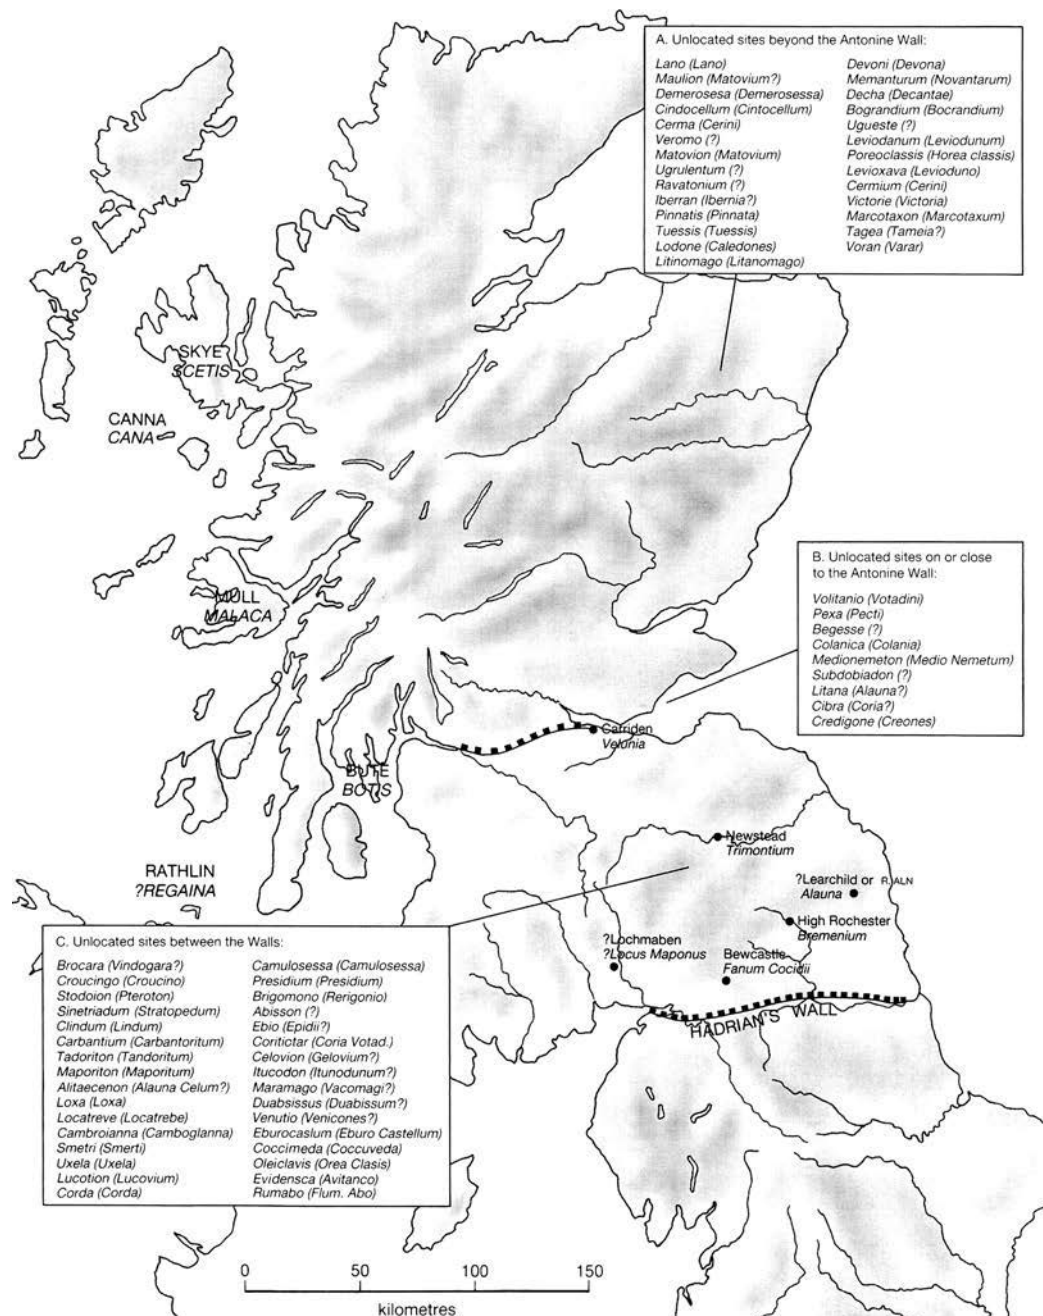 A. Unlocated sites beyond the Antonine Wall:
Lano (Lano)
Maulion (Matovium?)
Demerosesa (Demerosessa)
Cindocellum (Cintocellum)
Cerma (Cerini)
Veromo (?)
Matovion (Matovium)
Ugrulentum (?)
Ravatonium (?)
Iberran (Ibernia?)
Pinnatis (Pinnata)
Tuessis (Tuessis)
Lodone (Caledones)
Litinomago (Litanomago)
Devoni (Devona)
Memanturum (Novantarum)
Decha (Decantae)
Bograndium (Bocrandium)
Ugueste (?)
Leviodanum (Leviodunum)
Poreoclassis (Horea classis)
Levioxava (Levioduno)
Cermium (Cerini)
Victorie (Victoria)
Marcotaxon (Marcotaxum)
Tagea (Tameia?)
Voran (Varar)
SKYE
SCETIS
CANNA
CANA
MULL
MALACA
B. Unlocated sites on or close
to the Antonine Wall:
Volitanio (Votadini)
Pexa (Pecti)
Begesse (?)
Colanica (Colania)
Medionemeton (Medio Nemetum)
Subdobiadon (?)
Litana (Alauna?)
Cibra (Coria?)
Credigone (Creones)
Carriden
Velunia
BUTE
BOTIS
Newstead
Trimontium
RATHLIN
?REGAINA
?Learchild or R. ALN
Alauna
High Rochester
Bremenium
?Lochmaben
?Locus Maponus
Bewcastle
Fanum Cocidii
HADRIAN'S WALL
C. Unlocated sites between the Walls:
Brocara (Vindogara?)
Croucingo (Croucino)
Stodoion (Pteroton)
Sinetriadum (Stratopedum)
Clindum (Lindum)
Carbantium (Carbantoritum)
Tadoriton (Tandoritum)
Maporiton (Maporitum)
Alitaecenon (Alauna Celum?)
Loxa (Loxa)
Locatreve (Locatrebe)
Cambroianna (Camboglanna)
Smetri (Smerti)
Uxela (Uxela)
Lucotion (Lucovium)
Corda (Corda)
Camulosessa (Camulosessa)
Presidium (Presidium)
Brigomono (Rerigonio)
Abisson (?)
Ebio (Epidii?)
Coritictar (Coria Votad.)
Celovion (Gelovium?)
Itucodon (Itunodunum?)
Maramago (Vacomagi?)
Duabsissus (Duabissum?)
Venutio (Venicones?)
Eburocaslum (Eburo Castellum)
Coccimeda (Coccuveda)
Oleiclavis (Orea Clasis)
Evidensca (Avitanco)
Rumabo (Flum. Abo)
0 50 100 150
kilometres